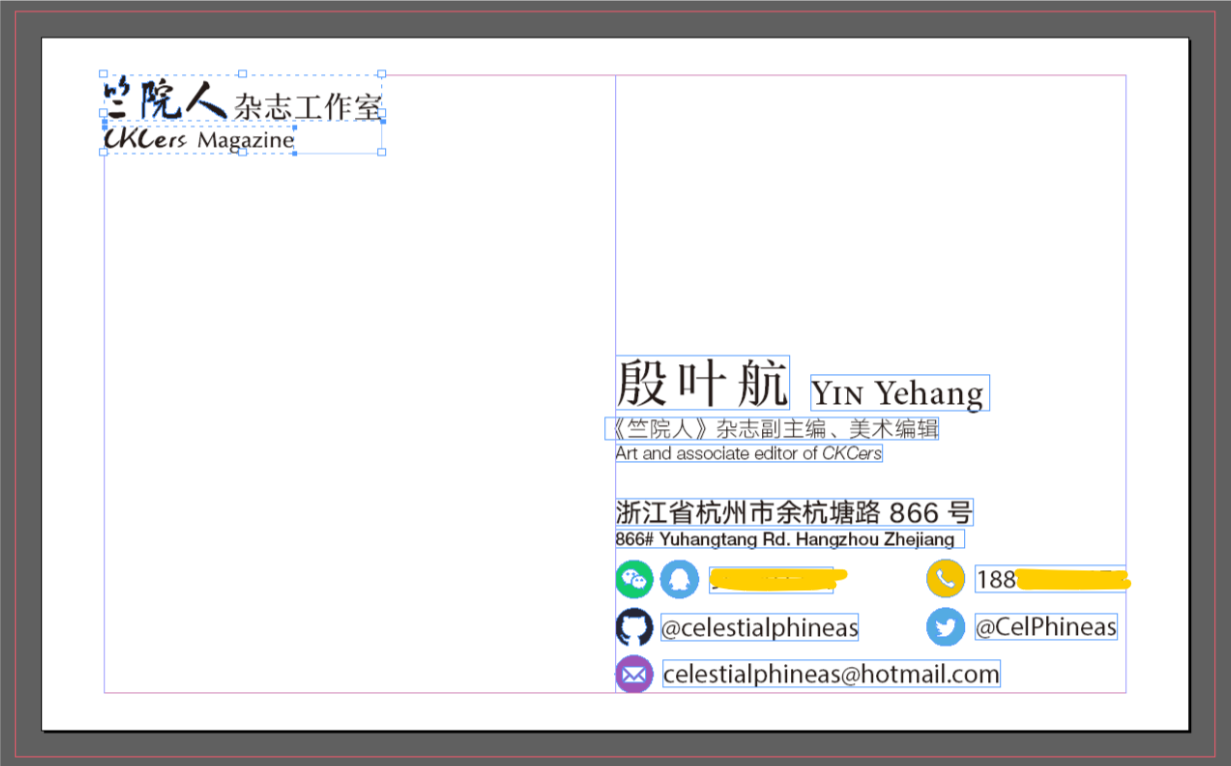 竺院人杂志工作室
CKCers Magazine
殷叶航 YIN Yehang
《竺院人》杂志副主编、美术编辑
Art and associate editor of CKCers
浙江省杭州市余杭塘路 866 号
866# Yuhangtang Rd. Hangzhou Zhejiang
188
@celestialphineas @CelPhineas
celestialphineas@hotmail.com